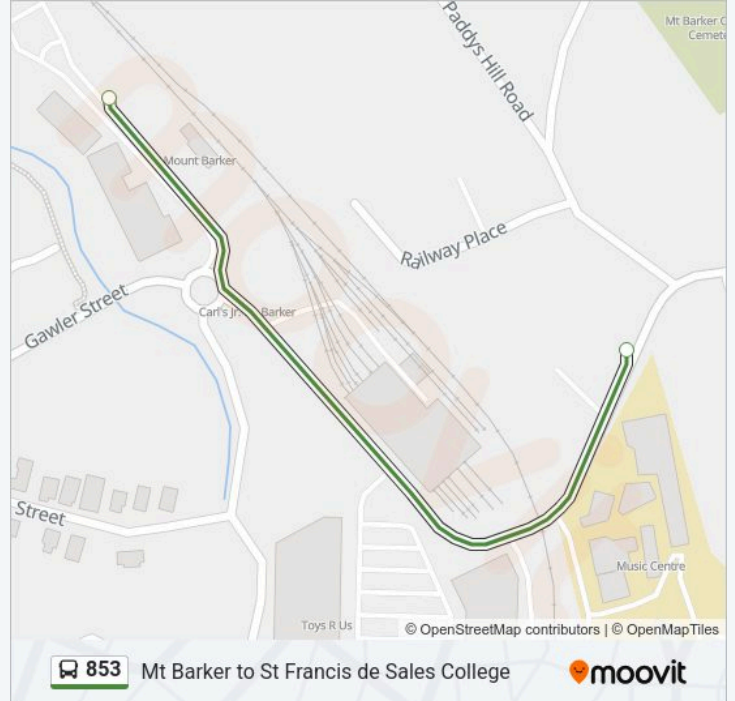 Paddys Hill Road
Mt Barker C
Cemete
Mount Barker
Railway Place
Gawler Street
Carl's Jr.
Barker
Street
Music Centre
Toys R Us
© OpenStreetMap contributors | © OpenMapTiles
853 Mt Barker to St Francis de Sales College
moovit